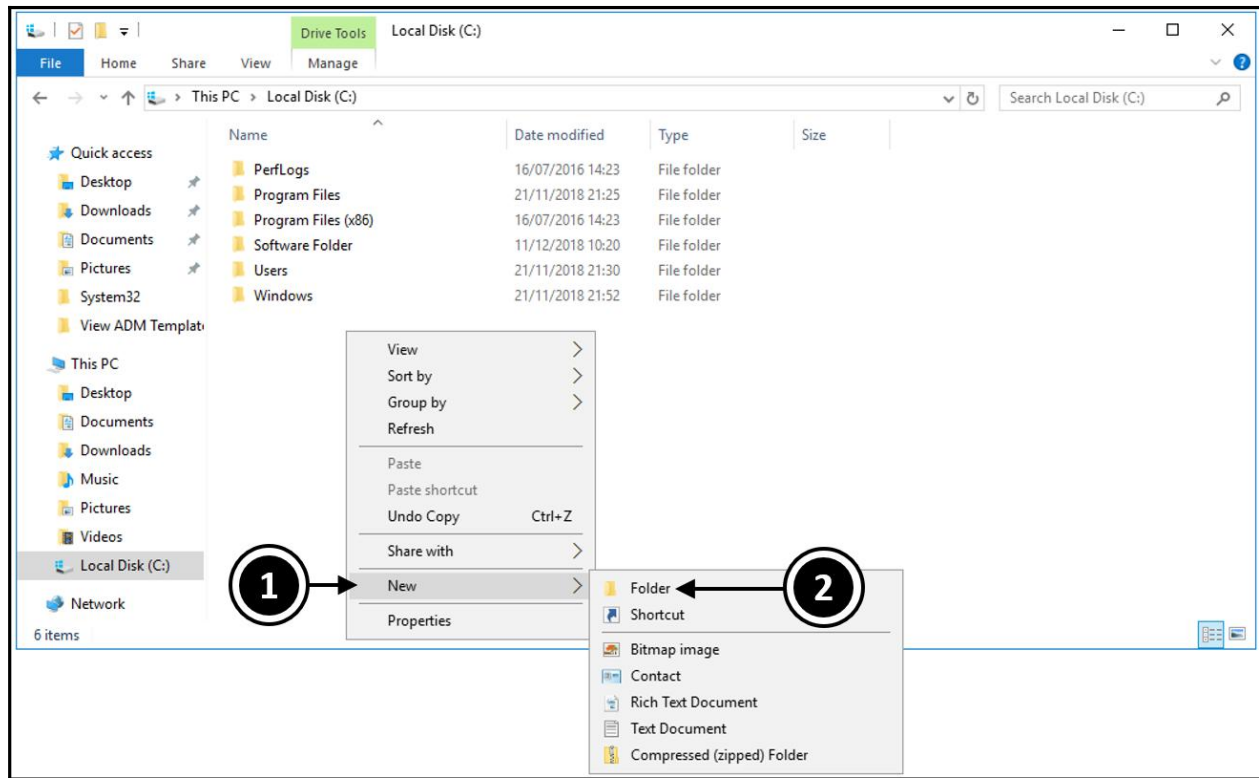 Drive Tools Local Disk (C:)
File Home Share View Manage
This PC > Local Disk (C:) Search Local Disk (C:)
Quick access
Desktop
Downloads
Documents
Pictures
System32
View ADM Templat
This PC
Desktop
Documents
Downloads
Music
Pictures
Videos
Local Disk (C:)
Network
Name Date modified Type Size
PerfLogs 16/07/2016 14:23 File folder
Program Files 21/11/2018 21:25 File folder
Program Files (x86) 16/07/2016 14:23 File folder
Software Folder 11/12/2018 10:20 File folder
Users 21/11/2018 21:30 File folder
Windows 21/11/2018 21:52 File folder
View
Sort by
Group by
Refresh
Paste
Paste shortcut
Undo Copy Ctrl+Z
Share with
1 New
Properties
Folder 2
Shortcut
Bitmap image
Contact
Rich Text Document
Text Document
Compressed (zipped) Folder
6 items